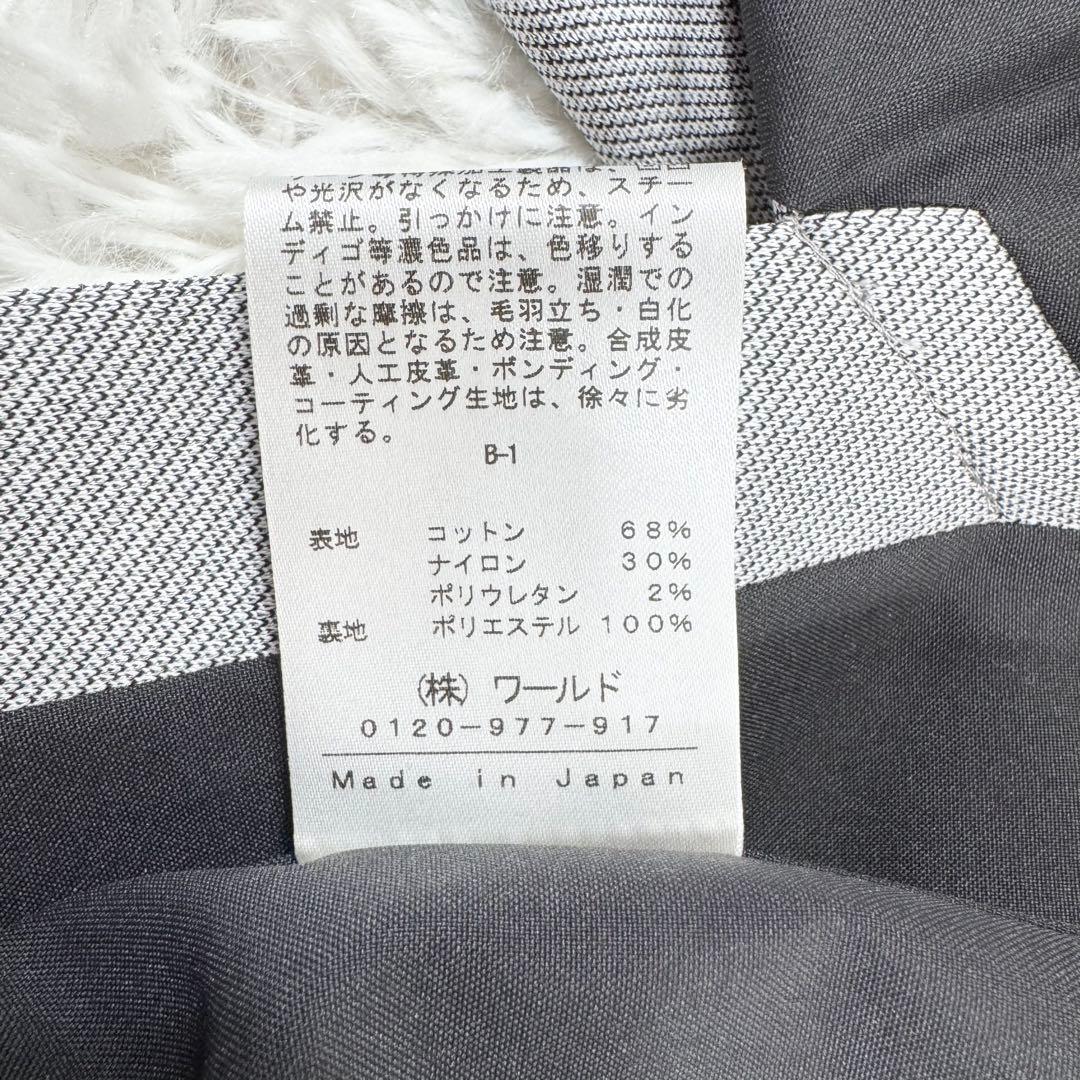 や光沢がなくなるため、スチー
ム禁止。引っかけに注意。イン
ディゴ等濃色品は、色移りする
ことがあるので注意。湿潤での
過剰な摩擦は、毛羽立ち・白化
の原因となるため注意。合成皮
革・人工皮革・ボンディング・
コーティング生地は、徐々に劣
化する。
B-1
表地 コットン 68%
ナイロン 30%
ポリウレタン 2%
裏地 ポリエステル 100%
(株) ワールド
0120-977-917
Made in Japan